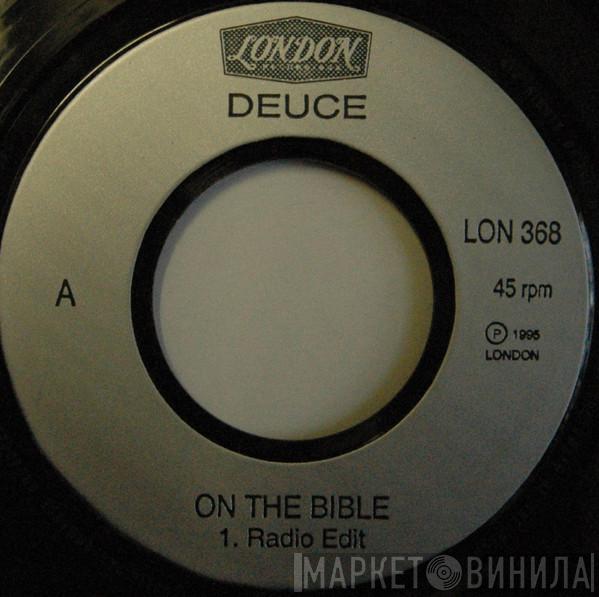 LONDON
DEUCE
LON 368
A
45 rpm
Ⓟ 1995
LONDON
ON THE BIBLE
1. Radio Edit
МАРКЕТ ВИНИЛА